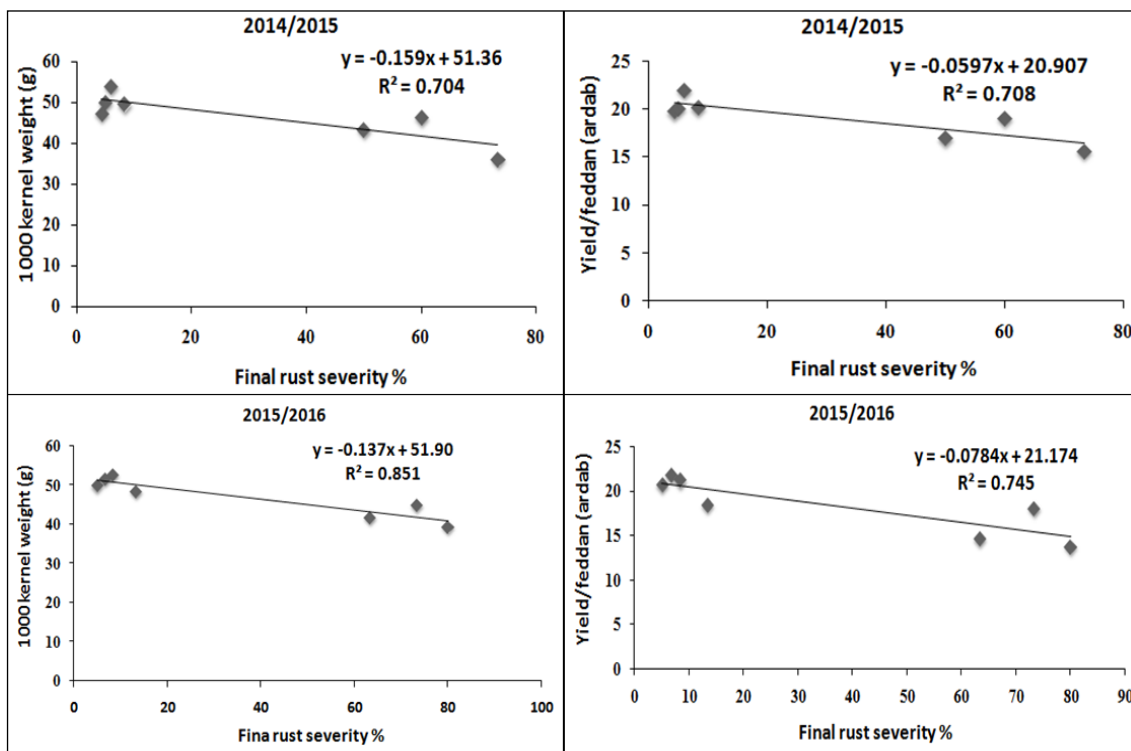 2014/2015
y = -0.159x + 51.36
R² = 0.704
1000 kernel weight (g)
60
50
40
30
20
10
0
0 20 40 60 80
Final rust severity %
2014/2015
y = -0.0597x + 20.907
R² = 0.708
Yield/feddan (ardab)
25
20
15
10
5
0
0 20 40 60 80
Final rust severity %
2015/2016
y = -0.137x + 51.90
R² = 0.851
1000 kernel weight (g)
60
50
40
30
20
10
0
0 20 40 60 80 100
Fina rust severity %
2015/2016
y = -0.0784x + 21.174
R² = 0.745
Yield/feddan (ardab)
25
20
15
10
5
0
0 10 20 30 40 50 60 70 80 90
Final rust severity %